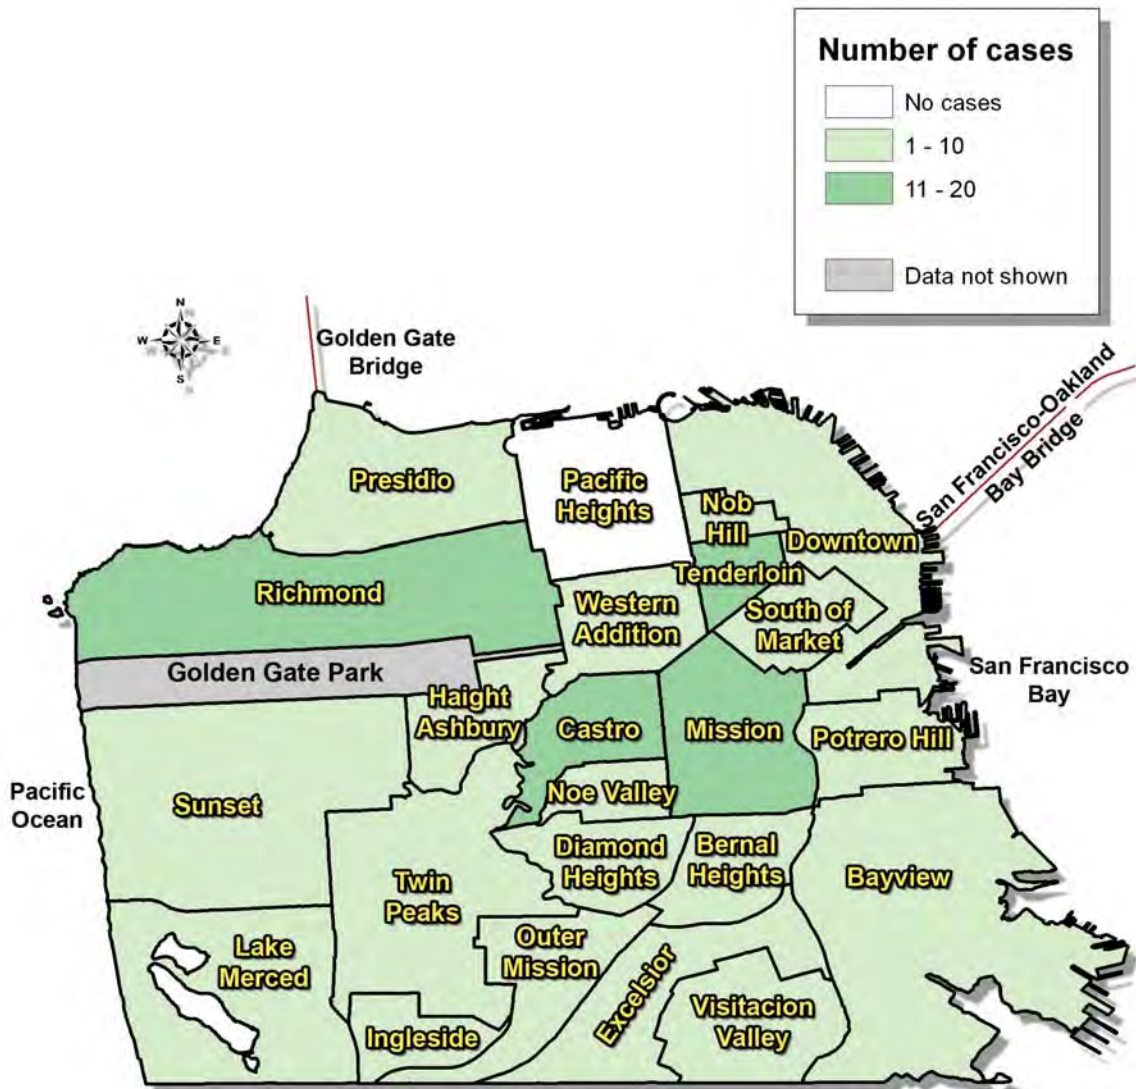 Number of cases
No cases
1 - 10
11 - 20
Data not shown
N
W
E
S
Golden Gate
Bridge
San Francisco-Oakland
Bay Bridge
Presidio
Pacific
Heights
Nob
Hill
Downtown
Richmond
Tenderloin
Western
Addition
South of
Market
Golden Gate Park
San Francisco
Bay
Haight
Ashbury
Castro
Mission
Potrero Hill
Pacific
Ocean
Sunset
Noe Valley
Diamond
Heights
Bernal
Heights
Bayview
Twin
Peaks
Lake
Merced
Outer
Mission
Excelsior
Visitacion
Valley
Ingleside